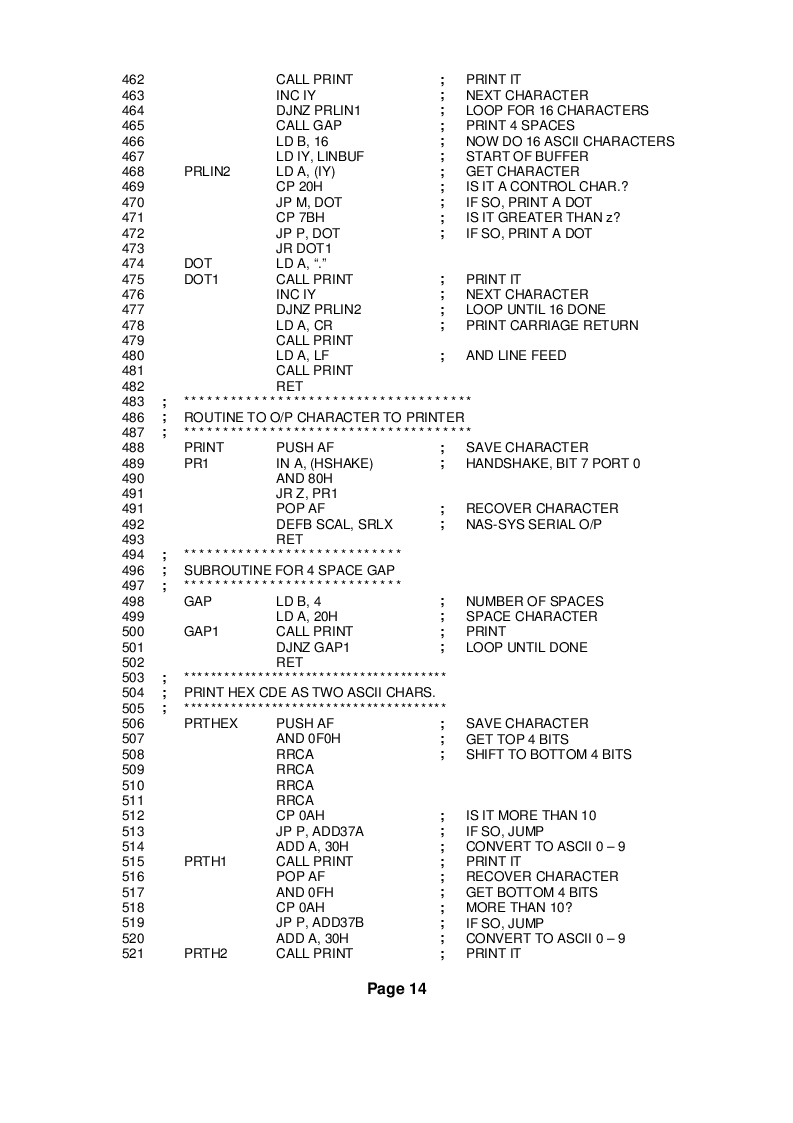 462 CALL PRINT ; PRINT IT
463 INC IY ; NEXT CHARACTER
464 DJNZ PRLIN1 ; LOOP FOR 16 CHARACTERS
465 CALL GAP ; PRINT 4 SPACES
466 LD B, 16 ; NOW DO 16 ASCII CHARACTERS
467 LD IY, LINBUF ; START OF BUFFER
468 PRLIN2 LD A, (IY) ; GET CHARACTER
469 CP 20H ; IS IT A CONTROL CHAR.?
470 JP M, DOT ; IF SO, PRINT A DOT
471 CP 7BH ; IS IT GREATER THAN z?
472 JP P, DOT ; IF SO, PRINT A DOT
473 JR DOT1
474 DOT LD A, “.”
475 DOT1 CALL PRINT ; PRINT IT
476 INC IY ; NEXT CHARACTER
477 DJNZ PRLIN2 ; LOOP UNTIL 16 DONE
478 LD A, CR ; PRINT CARRIAGE RETURN
479 CALL PRINT
480 LD A, LF ; AND LINE FEED
481 CALL PRINT
482 RET
483 ; * * * * * * * * * * * * * * * * * * * * * * * * * * * * * * * * * * * * *
486 ; ROUTINE TO O/P CHARACTER TO PRINTER
487 ; * * * * * * * * * * * * * * * * * * * * * * * * * * * * * * * * * * * * *
488 PRINT PUSH AF ; SAVE CHARACTER
489 PR1 IN A, (HSHAKE) ; HANDSHAKE, BIT 7 PORT 0
490 AND 80H
491 JR Z, PR1
491 POP AF ; RECOVER CHARACTER
492 DEFB SCAL, SRLX ; NAS-SYS SERIAL O/P
493 RET
494 ; * * * * * * * * * * * * * * * * * * * * * * * * * * * *
496 ; SUBROUTINE FOR 4 SPACE GAP
497 ; * * * * * * * * * * * * * * * * * * * * * * * * * * * *
498 GAP LD B, 4 ; NUMBER OF SPACES
499 LD A, 20H ; SPACE CHARACTER
500 GAP1 CALL PRINT ; PRINT
501 DJNZ GAP1 ; LOOP UNTIL DONE
502 RET
503 ; ***************************************
504 ; PRINT HEX CDE AS TWO ASCII CHARS.
505 ; ***************************************
506 PRTHEX PUSH AF ; SAVE CHARACTER
507 AND 0F0H ; GET TOP 4 BITS
508 RRCA ; SHIFT TO BOTTOM 4 BITS
509 RRCA
510 RRCA
511 RRCA
512 CP 0AH ; IS IT MORE THAN 10
513 JP P, ADD37A ; IF SO, JUMP
514 ADD A, 30H ; CONVERT TO ASCII 0 – 9
515 PRTH1 CALL PRINT ; PRINT IT
516 POP AF ; RECOVER CHARACTER
517 AND 0FH ; GET BOTTOM 4 BITS
518 CP 0AH ; MORE THAN 10?
519 JP P, ADD37B ; IF SO, JUMP
520 ADD A, 30H ; CONVERT TO ASCII 0 – 9
521 PRTH2 CALL PRINT ; PRINT IT
Page 14